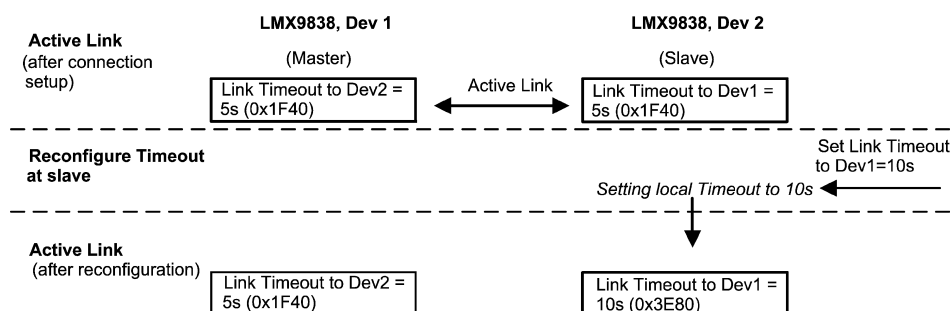 LMX9838, Dev 1
LMX9838, Dev 2
Active Link
(after connection
setup)
(Master)
(Slave)
Link Timeout to Dev2 =
5s (0x1F40)
Active Link
Link Timeout to Dev1 =
5s (0x1F40)
Reconfigure Timeout
at slave
Set Link Timeout
to Dev1=10s
Setting local Timeout to 10s
Active Link
(after reconfiguration)
Link Timeout to Dev2 =
5s (0x1F40)
Link Timeout to Dev1 =
10s (0x3E80)